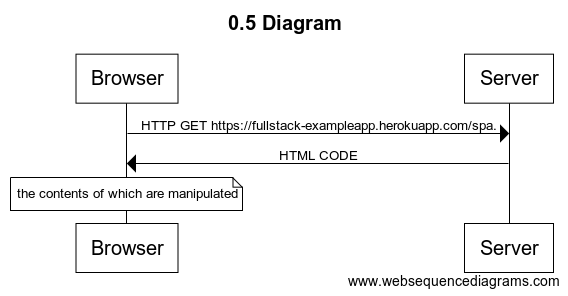 0.5 Diagram
Browser
Server
HTTP GET https://fullstack-exampleapp.herokuapp.com/spa.
HTML CODE
the contents of which are manipulated
Browser
Server
www.websequencediagrams.com